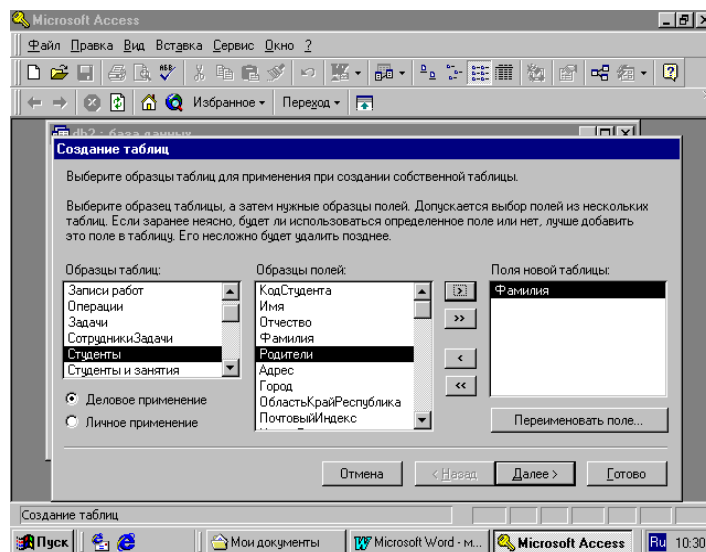 Microsoft Access
Файл Правка Вид Вставка Сервис Окно ?
Избранное Переход
db2 : база данных
Создание таблиц
Выберите образцы таблиц для применения при создании собственной таблицы.
Выберите образец таблицы, а затем нужные образцы полей. Допускается выбор полей из нескольких
таблиц. Если заранее неясно, будет ли использоваться определенное поле или нет, лучше добавить
это поле в таблицу. Его несложно будет удалить позднее.
Образцы таблиц:
Записи работ
Операции
Задачи
СотрудникиЗадачи
Студенты
Студенты и занятия
Деловое применение
Личное применение
Образцы полей:
КодСтудента
Имя
Отчество
Фамилия
Родители
Адрес
Город
ОбластьКрайРеспублика
ПочтовыйИндекс
>
>>
<
<<
Поля новой таблицы:
Фамилия
Переименовать поле...
Отмена
< Назад
Далее >
Готово
Создание таблиц
Пуск
Мои документы
Microsoft Word - м...
Microsoft Access
Ru
10:30